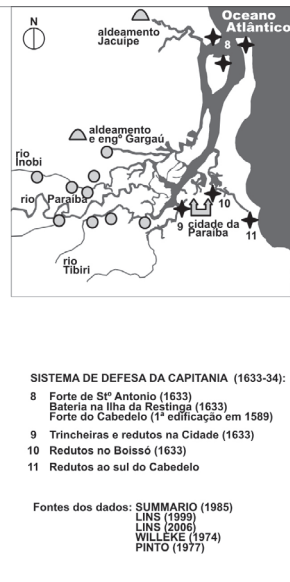 N
Oceano
Atlântico
aldeamento
Jacuipe
8
aldeamento
e engº Gargaú
rio
Inobi
rio Paraíba
10
cidade da
Paraíba
9
11
rio
Tibiri
SISTEMA DE DEFESA DA CAPITANIA (1633-34):
8 Forte de Stº Antonio (1633)
Bateria na Ilha da Restinga (1633)
Forte do Cabedelo (1ª edificação em 1589)
9 Trincheiras e redutos na Cidade (1633)
10 Redutos no Boissó (1633)
11 Redutos ao sul do Cabedelo
Fontes dos dados: SUMMARIO (1985)
LINS (1999)
LINS (2006)
WILLEKE (1974)
PINTO (1977)